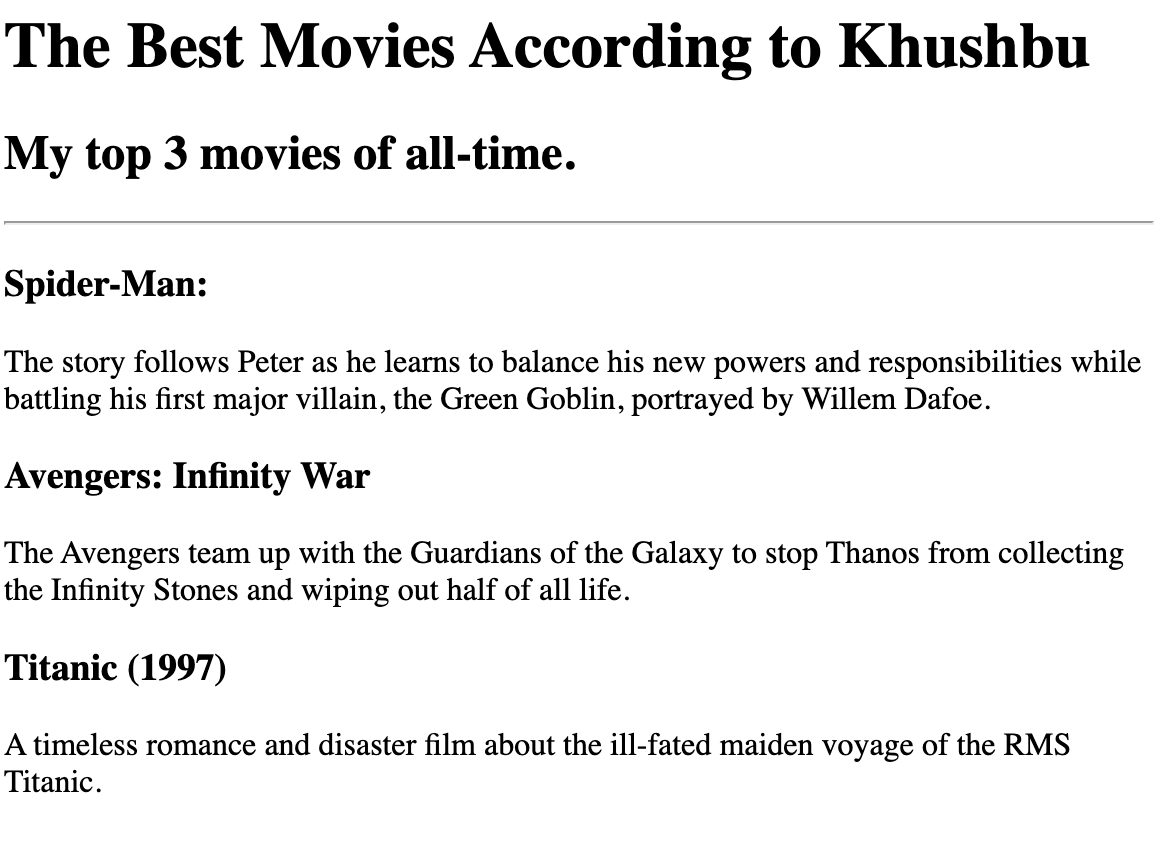 The Best Movies According to Khushbu
My top 3 movies of all-time.
Spider-Man:
The story follows Peter as he learns to balance his new powers and responsibilities while
battling his first major villain, the Green Goblin, portrayed by Willem Dafoe.
Avengers: Infinity War
The Avengers team up with the Guardians of the Galaxy to stop Thanos from collecting
the Infinity Stones and wiping out half of all life.
Titanic (1997)
A timeless romance and disaster film about the ill-fated maiden voyage of the RMS
Titanic.